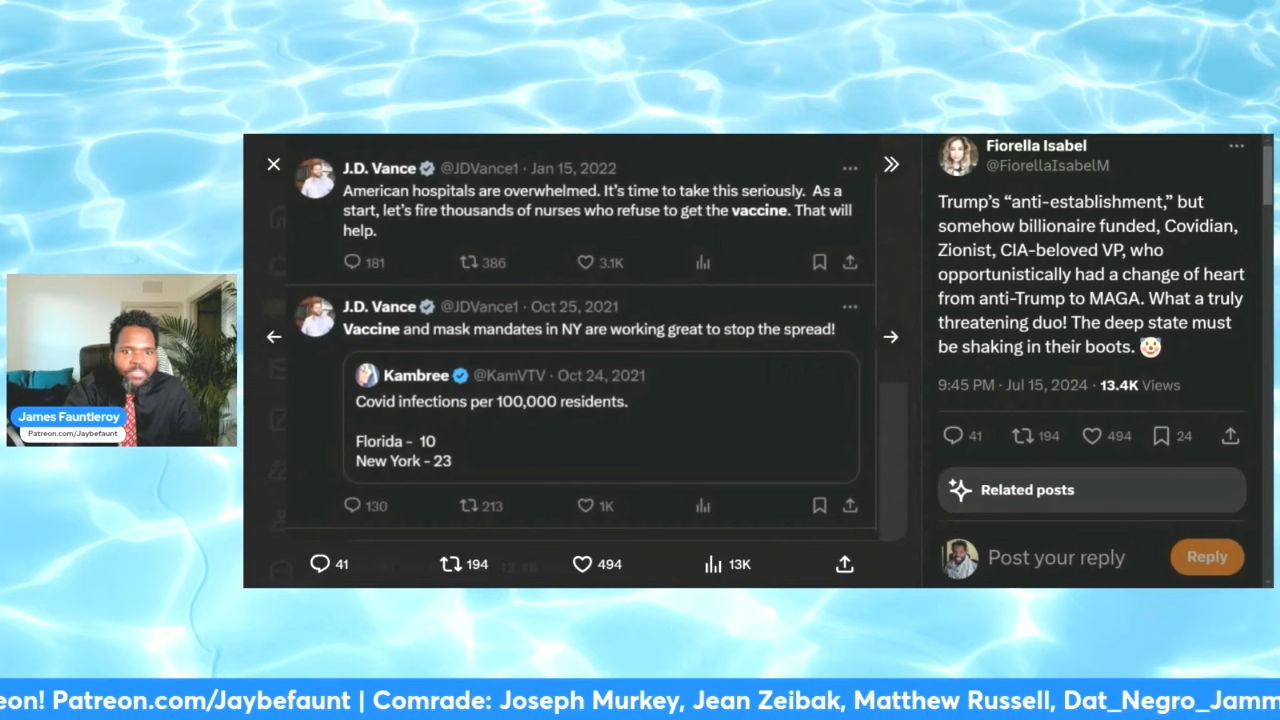 J.D. Vance @JDVance1 · Jan 15, 2022
American hospitals are overwhelmed. It's time to take this seriously.  As a
start, let's fire thousands of nurses who refuse to get the vaccine. That will
help.
181 386 3.1K
J.D. Vance @JDVance1 · Oct 25, 2021
Vaccine and mask mandates in NY are working great to stop the spread!
Kambree @KamVTV · Oct 24, 2021
Covid infections per 100,000 residents.
Florida - 10
New York - 23
130 213 1K
41 194 494 13K
Fiorella Isabel
@FiorellaIsabelM
Trump's “anti-establishment,” but
somehow billionaire funded, Covidian,
Zionist, CIA-beloved VP, who
opportunistically had a change of heart
from anti-Trump to MAGA. What a truly
threatening duo! The deep state must
be shaking in their boots. 🤡
9:45 PM · Jul 15, 2024 · 13.4K Views
41 194 494 24
Related posts
Post your reply Reply
James Fauntleroy
Patreon.com/Jaybefaunt
eon! Patreon.com/Jaybefaunt | Comrade: Joseph Murkey, Jean Zeibak, Matthew Russell, Dat_Negro_Jamm